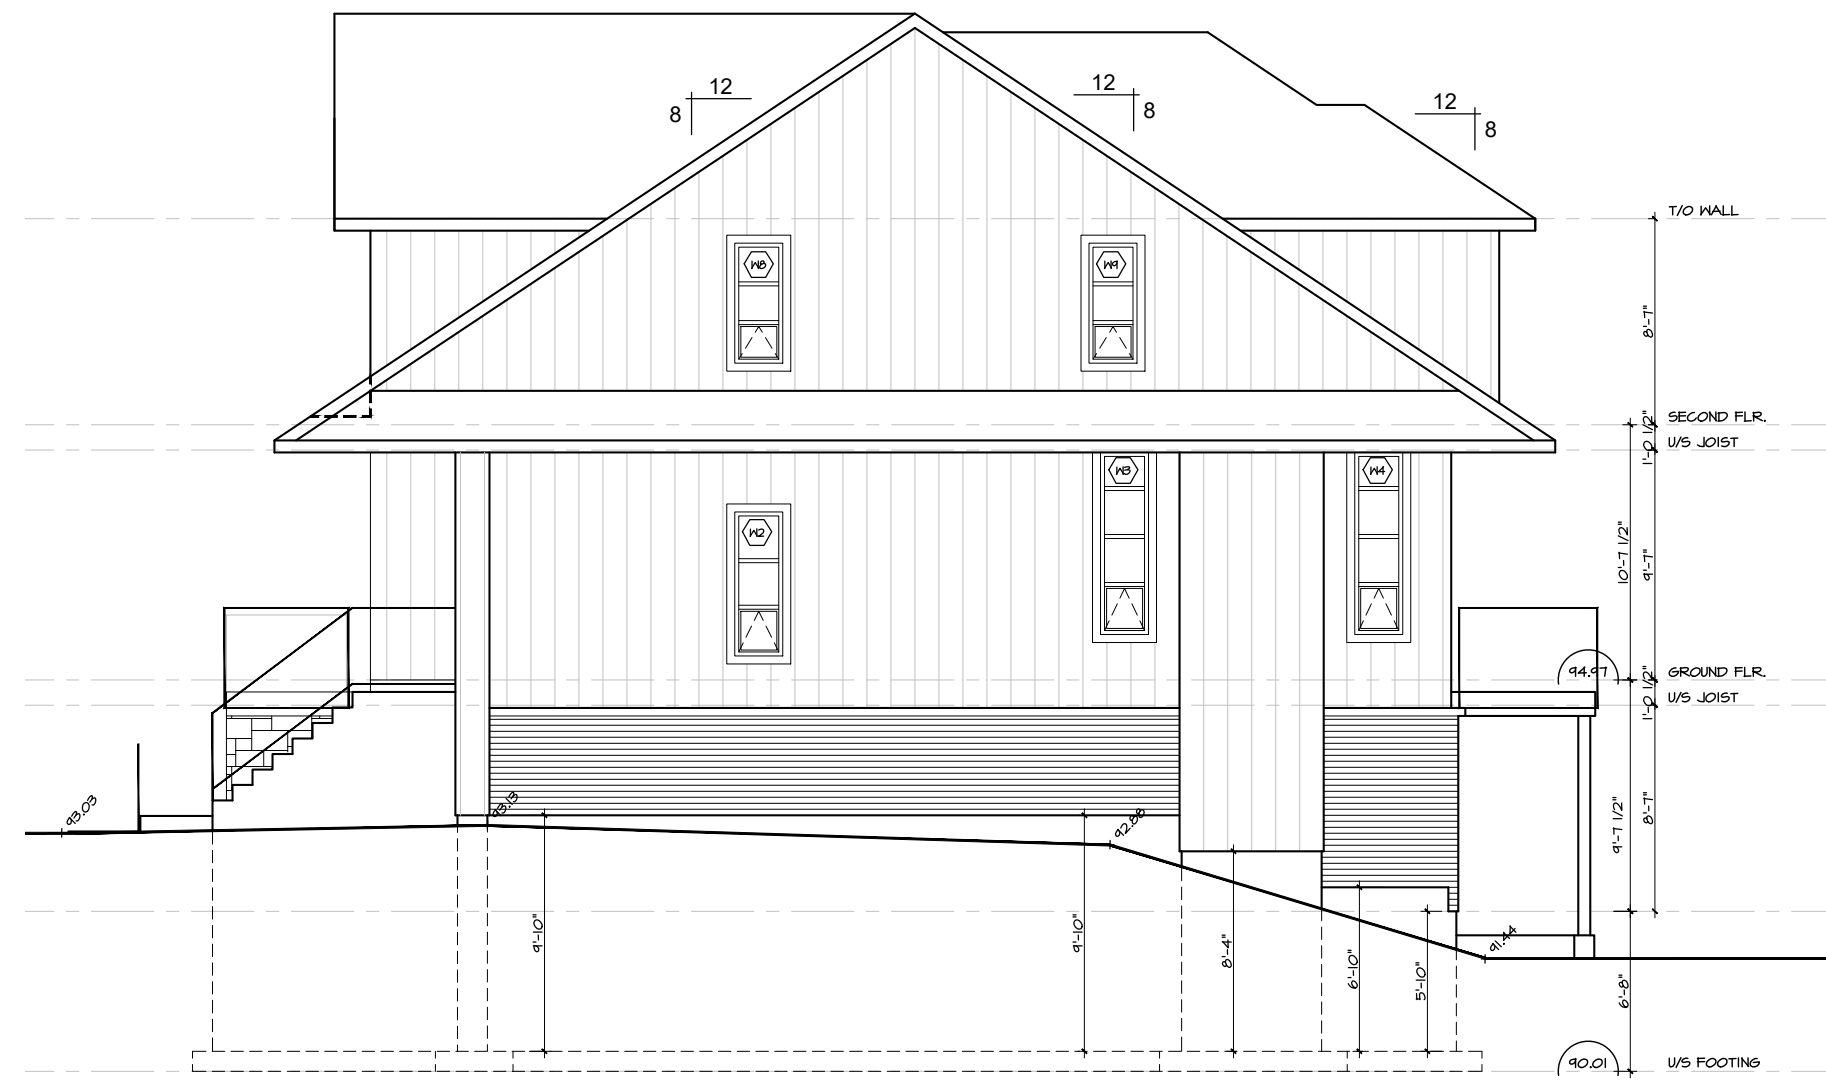 12
8
12
8
12
8
T/O WALL
W8
W9
8'-7"
SECOND FLR.
1'-0 1/2"
U/S JOIST
W3
W4
W2
10'-7 1/2"
9'-7"
94.97
GROUND FLR.
1'-0 1/2"
U/S JOIST
93.03
93.13
92.88
9'-7 1/2"
8'-7"
9'-10"
9'-10"
8'-4"
6'-10"
5'-10"
91.44
6'-8"
90.01
U/S FOOTING